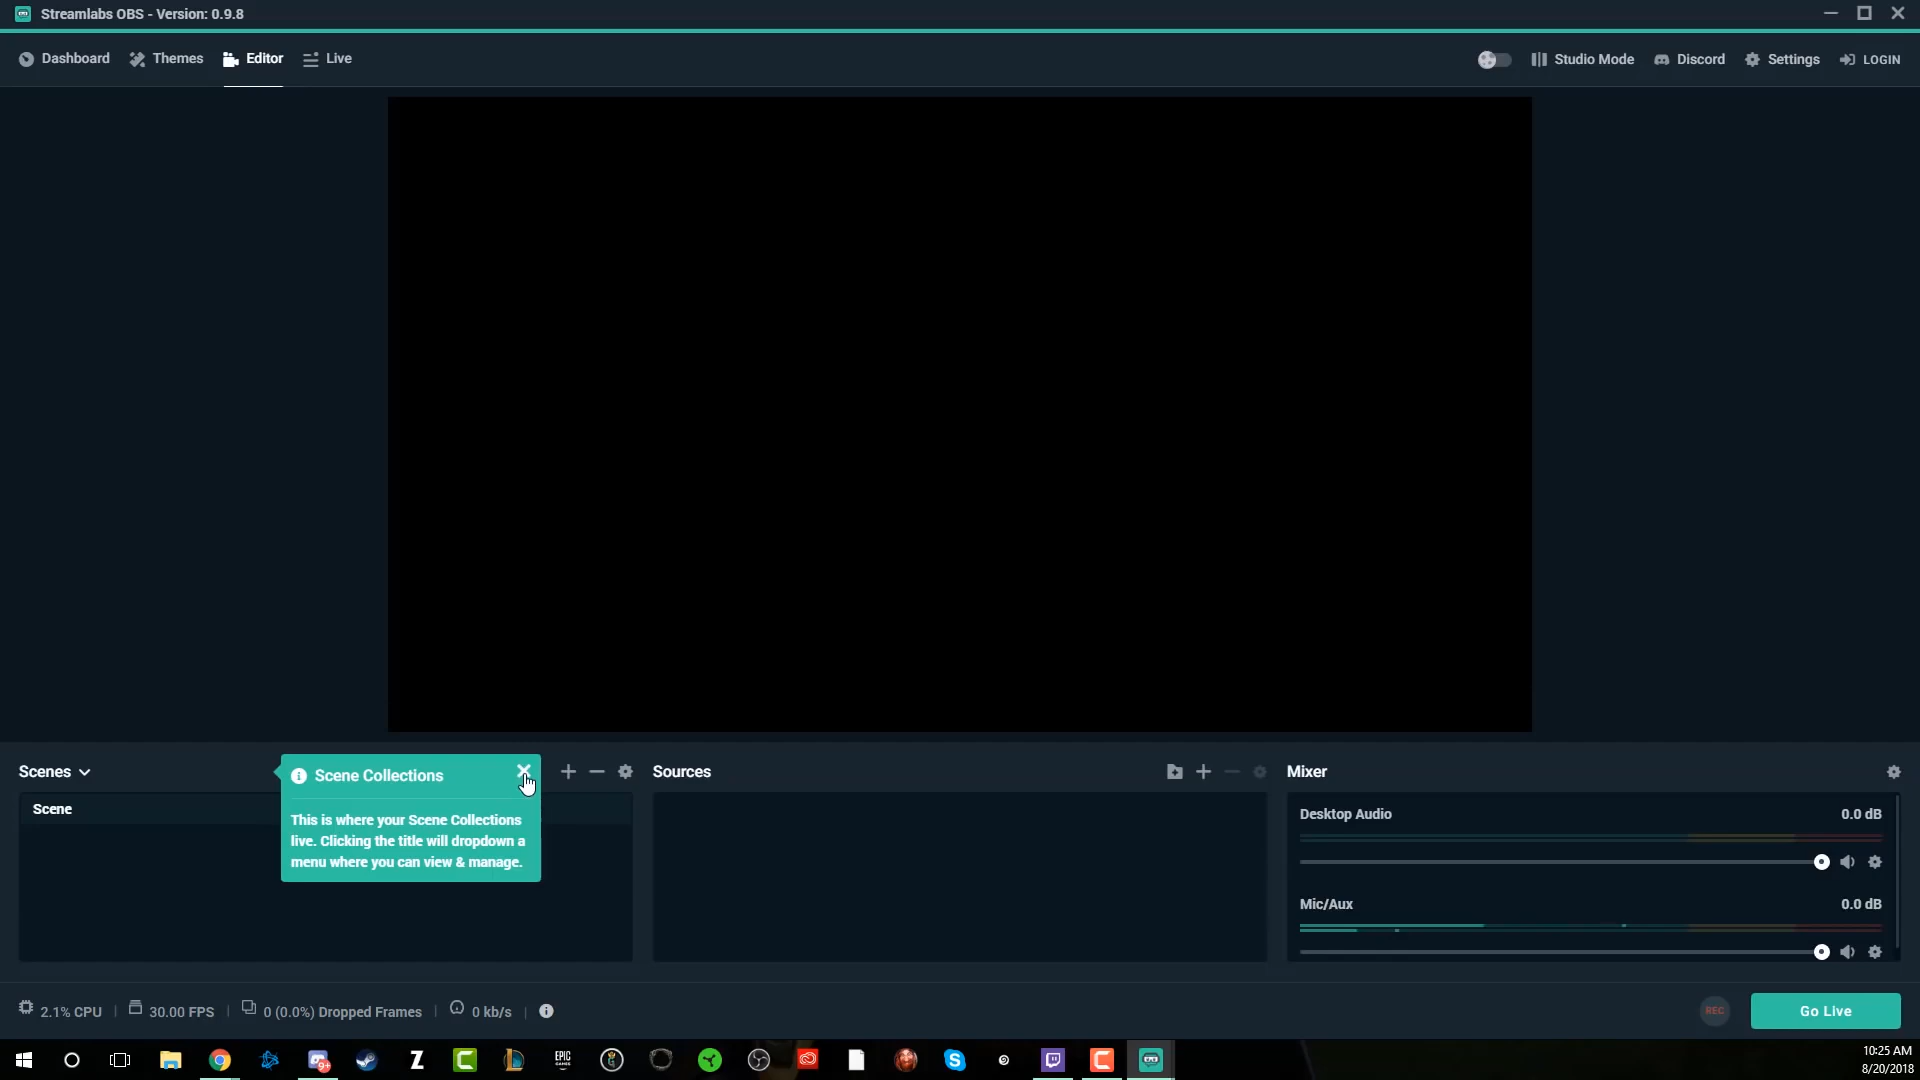 Streamlabs OBS - Version: 0.9.8
Dashboard Themes Editor Live Studio Mode Discord Settings LOGIN
Scenes
Scene Collections
This is where your Scene Collections
live. Clicking the title will dropdown a
menu where you can view & manage.
Scene
Sources
Mixer
Desktop Audio 0.0 dB
Mic/Aux 0.0 dB
2.1% CPU | 30.00 FPS | 0 (0.0%) Dropped Frames | 0 kb/s |
REC
Go Live
9+
Z
EPIC
GAMES
10:25 AM
8/20/2018